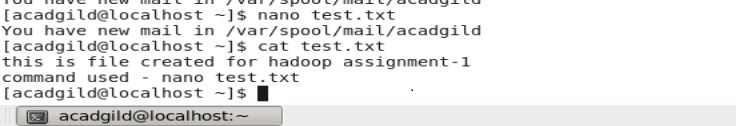 You have new mail in /var/spool/mail/acadgild
[acadgild@localhost ~]$ nano test.txt
You have new mail in /var/spool/mail/acadgild
[acadgild@localhost ~]$ cat test.txt
this is file created for hadoop assignment-1
command used - nano test.txt
[acadgild@localhost ~]$
acadgild@localhost:~